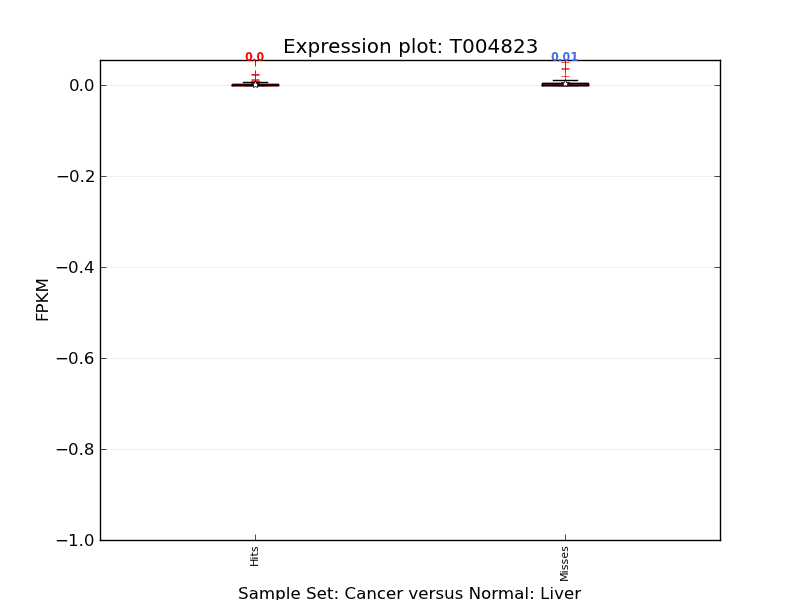 Expression plot: T004823
0.0
0.01
0.0
−0.2
−0.4
−0.6
−0.8
−1.0
FPKM
Hits
Misses
Sample Set: Cancer versus Normal: Liver